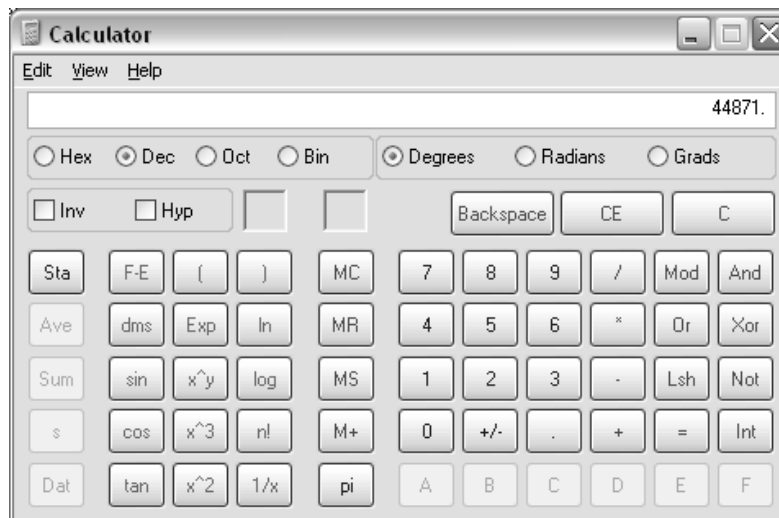 Calculator
Edit View Help
44871.
Hex Dec Oct Bin Degrees Radians Grads
Inv Hyp Backspace CE C
Sta F-E ( ) MC 7 8 9 / Mod And
Ave dms Exp ln MR 4 5 6 * Or Xor
Sum sin x^y log MS 1 2 3 - Lsh Not
s cos x^3 n! M+ 0 +/- . + = Int
Dat tan x^2 1/x pi A B C D E F